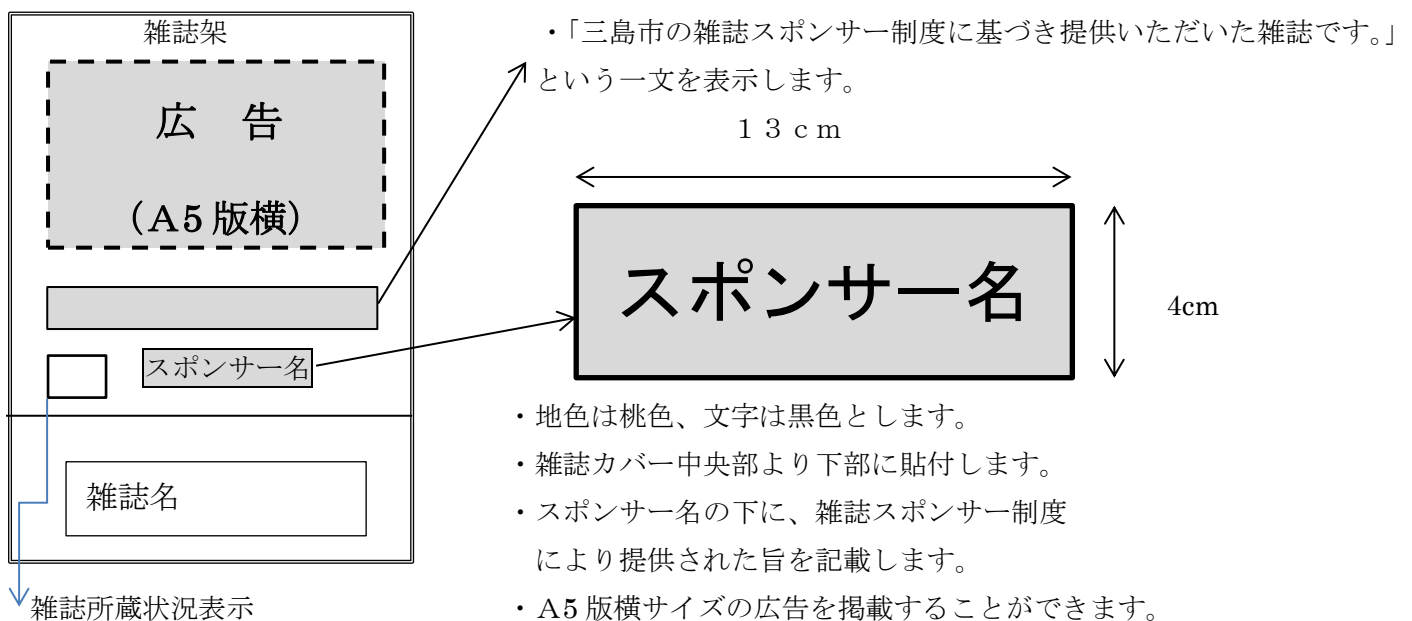 雑誌架
広 告
（A5版横）
スポンサー名
雑誌名
雑誌所蔵状況表示
・「三島市の雑誌スポンサー制度に基づき提供いただいた雑誌です。」
という一文を表示します。
１３ｃｍ
スポンサー名
4cm
・地色は桃色、文字は黒色とします。
・雑誌カバー中央部より下部に貼付します。
・スポンサー名の下に、雑誌スポンサー制度
により提供された旨を記載します。
・A5版横サイズの広告を掲載することができます。